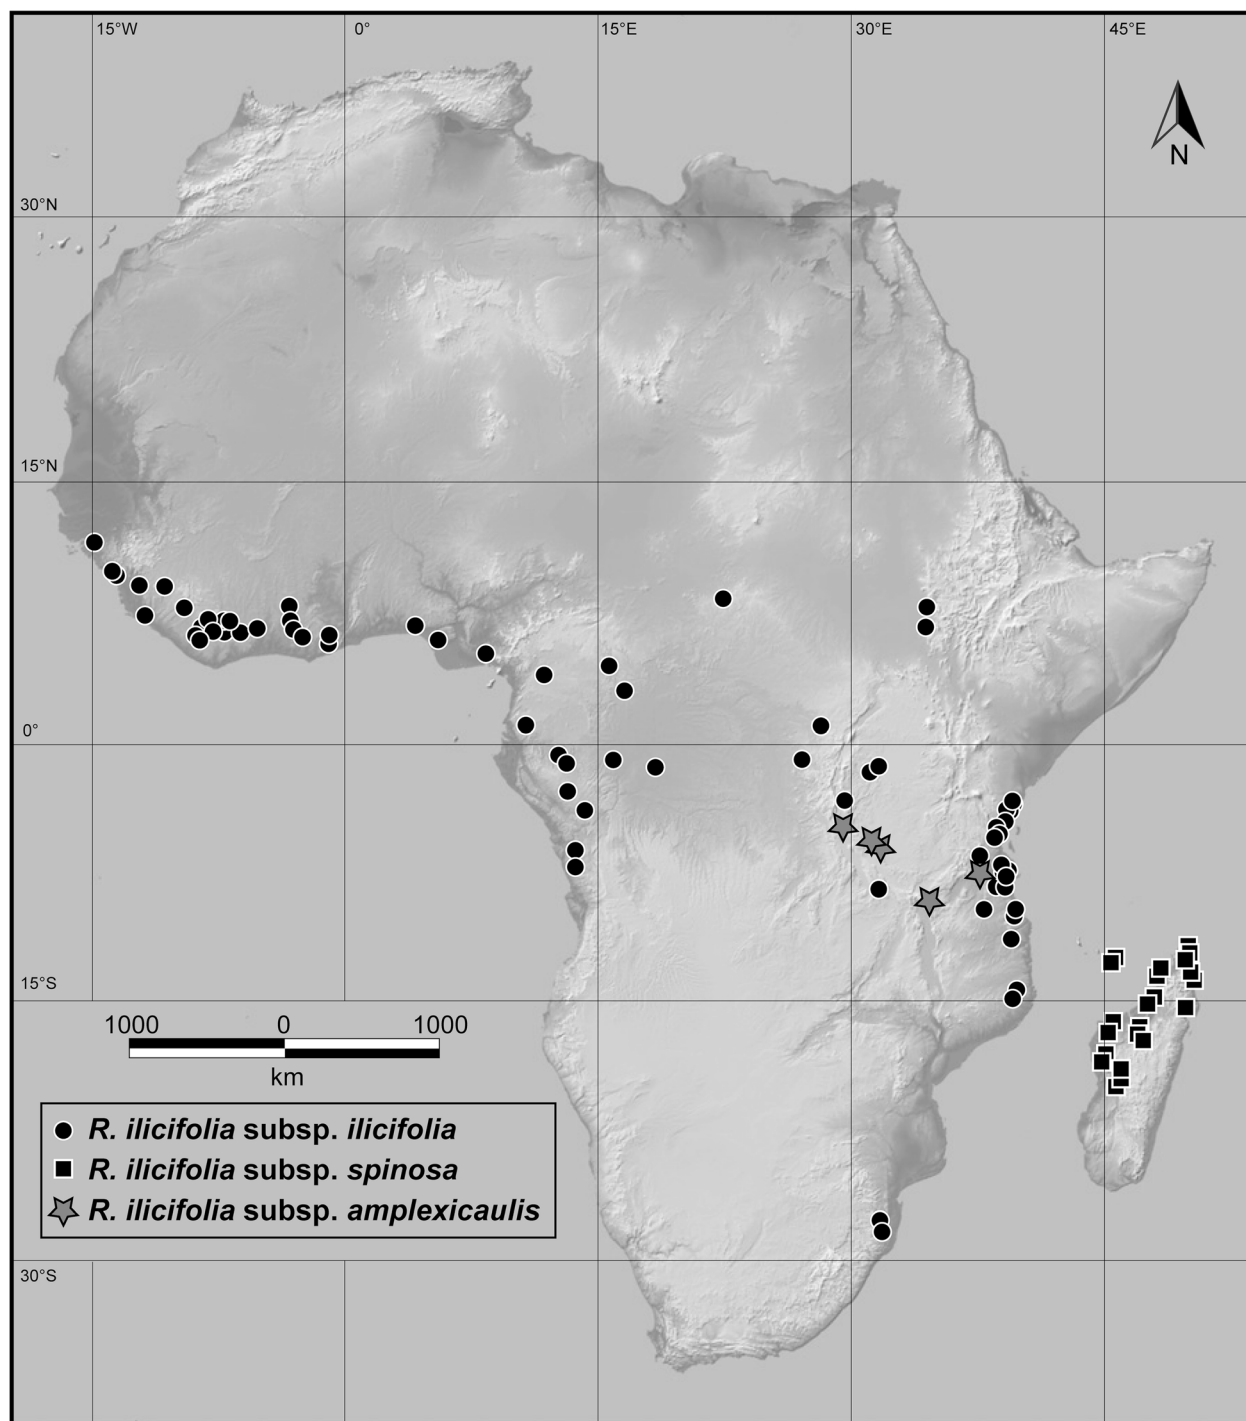 15°W 0° 15°E 30°E 45°E
N
30°N
15°N
0°
15°S
1000 0 1000
km
R. ilicifolia subsp. ilicifolia
R. ilicifolia subsp. spinosa
R. ilicifolia subsp. amplexicaulis
30°S